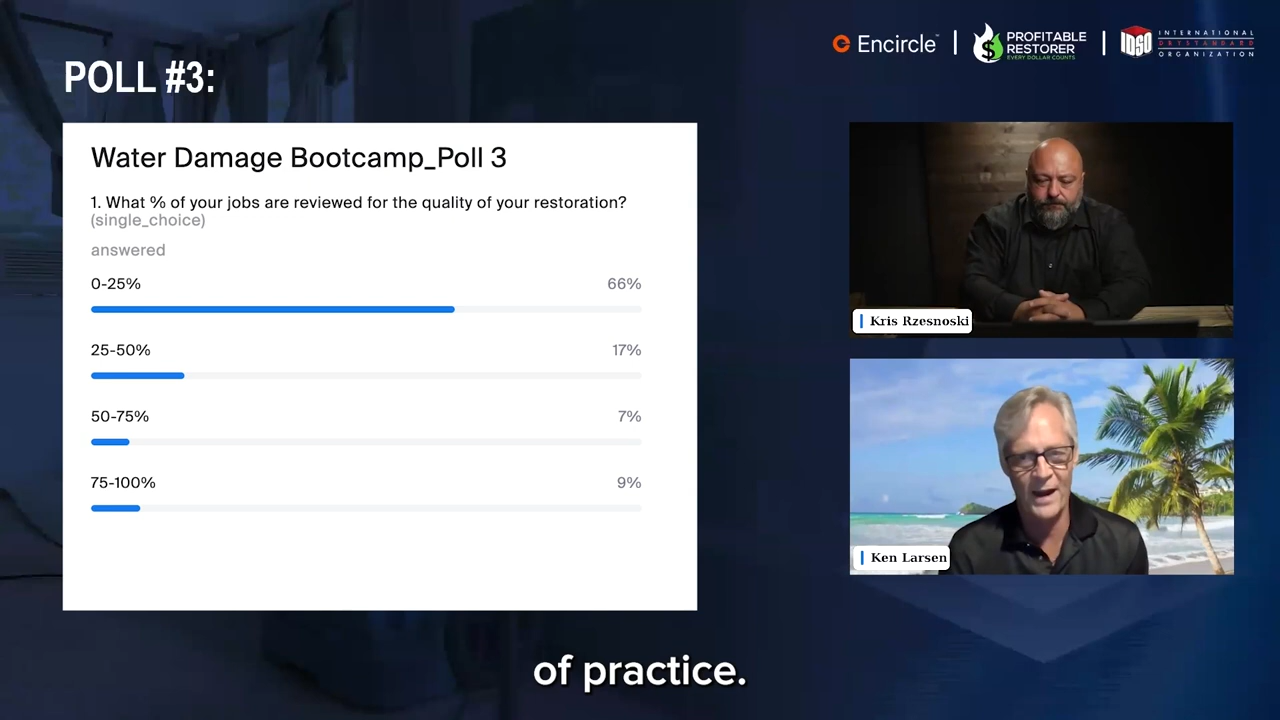 Encircle
PROFITABLE
RESTORER
EVERY DOLLAR COUNTS
IDSO
INTERNATIONAL
DRYSTANDARD
ORGANIZATION
POLL #3:
Water Damage Bootcamp_Poll 3
1. What % of your jobs are reviewed for the quality of your restoration?
(single_choice)
answered
0-25% 66%
25-50% 17%
50-75% 7%
75-100% 9%
Kris Rzesnoski
Ken Larsen
of practice.